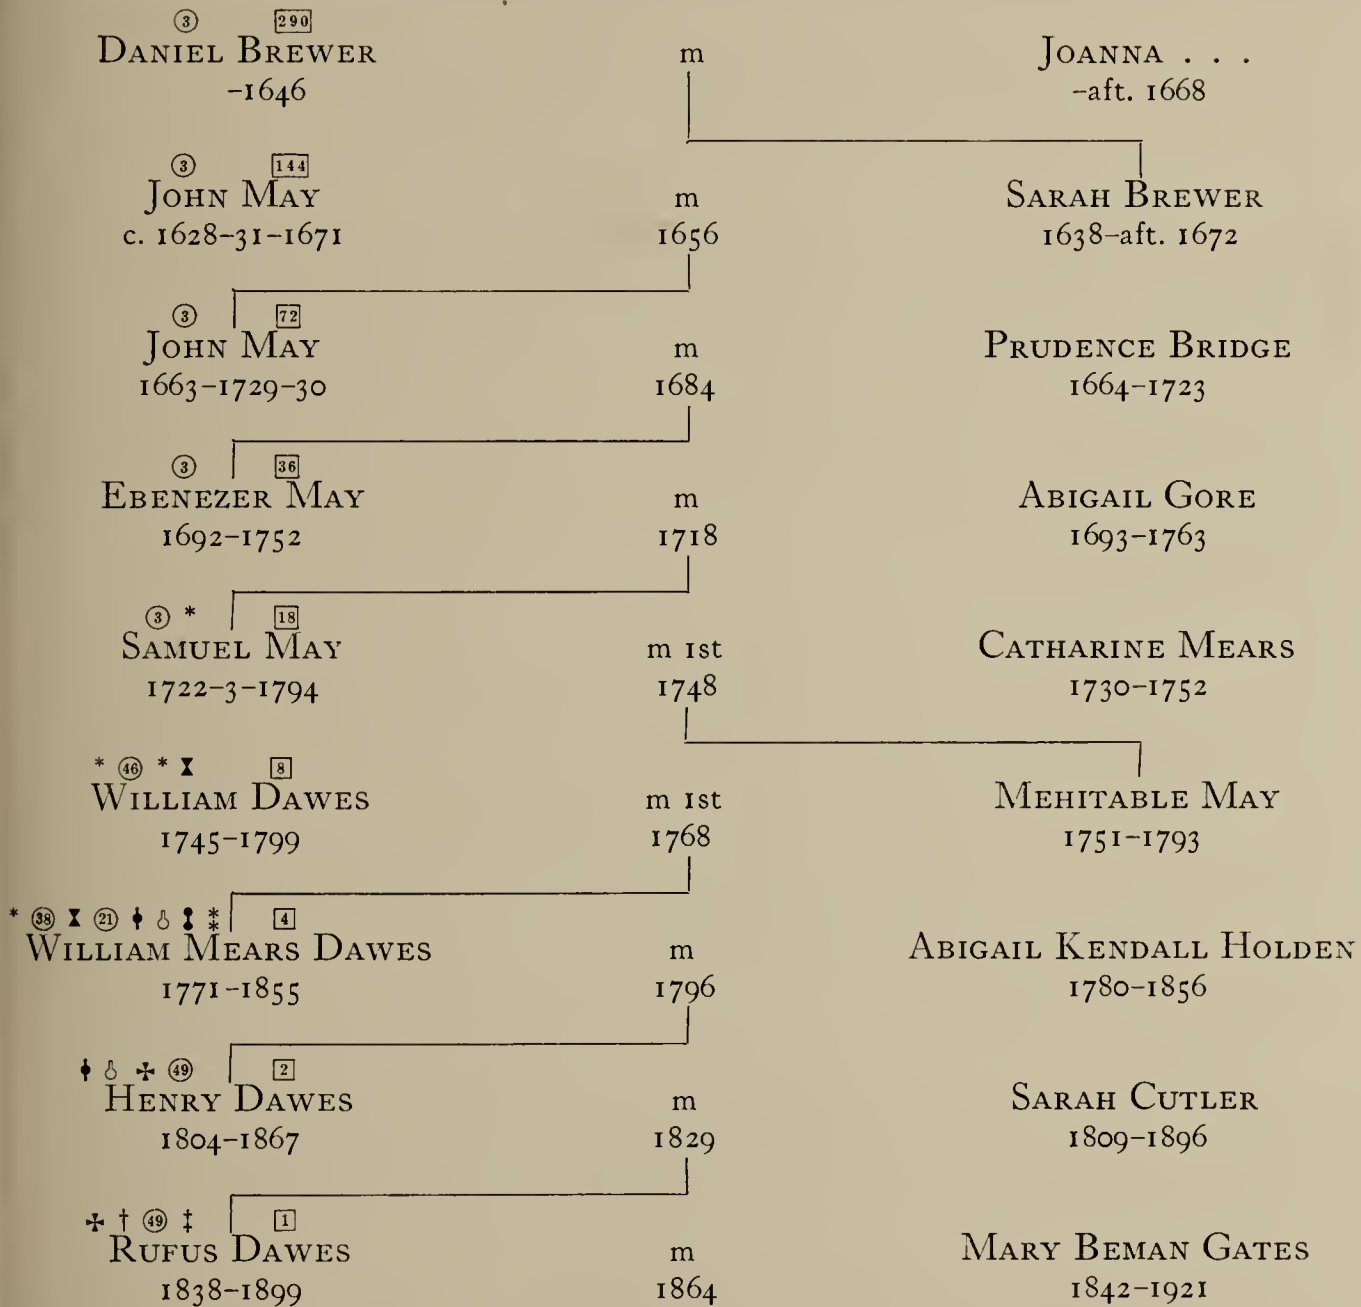 ③ 290
DANIEL BREWER m JOANNA . . .
-1646 -aft. 1668
③ 144
JOHN MAY m SARAH BREWER
c. 1628-31-1671 1656 1638-aft. 1672
③ 72
JOHN MAY m PRUDENCE BRIDGE
1663-1729-30 1684 1664-1723
③ 36
EBENEZER MAY m ABIGAIL GORE
1692-1752 1718 1693-1763
③ * 18
SAMUEL MAY m 1st CATHARINE MEARS
1722-3-1794 1748 1730-1752
* ㊻ * ⧗ 8
WILLIAM DAWES m 1st MEHITABLE MAY
1745-1799 1768 1751-1793
* ㊳ ⧗ ㉑ ⁑ 4
WILLIAM MEARS DAWES m ABIGAIL KENDALL HOLDEN
1771-1855 1796 1780-1856
✢ ㊾ 2
HENRY DAWES m SARAH CUTLER
1804-1867 1829 1809-1896
✢ † ㊾ ‡ 1
RUFUS DAWES m MARY BEMAN GATES
1838-1899 1864 1842-1921